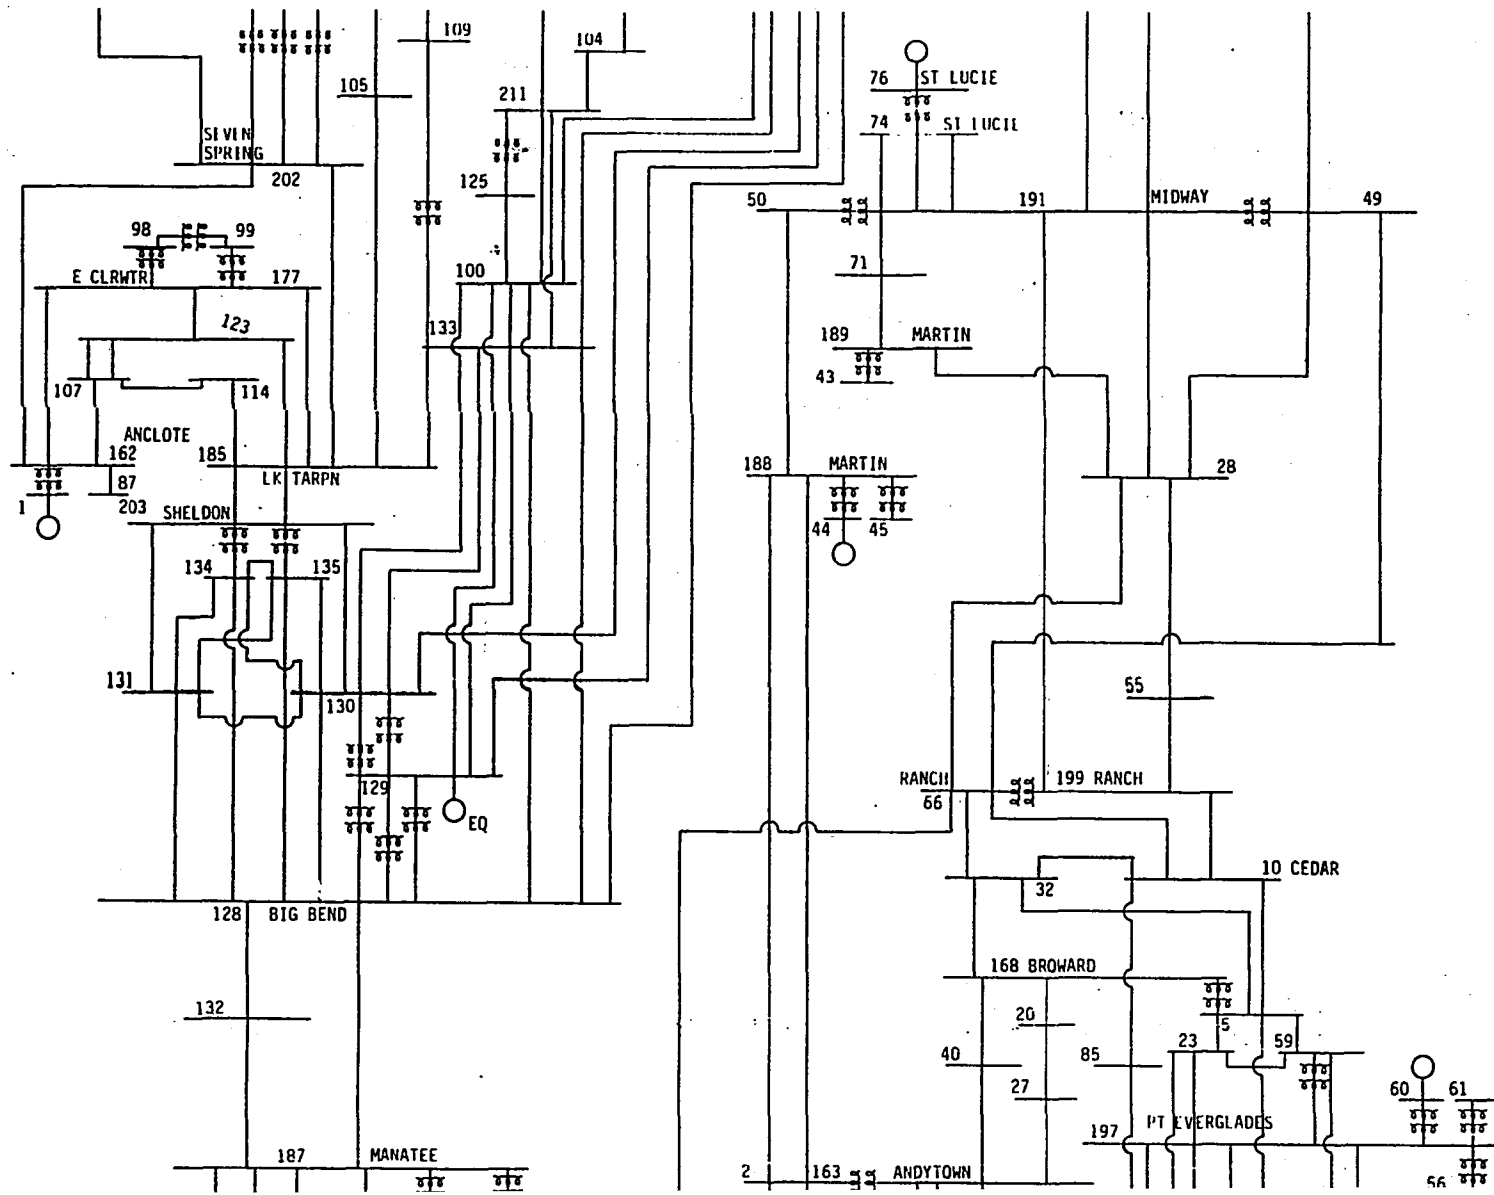 109
104
105
211
76 ST LUCIE
74
ST LUCIE
SEVEN
SPRING
202
125
50
191
MIDWAY
49
98
99
E CLRWTR
177
100
71
123
133
189
MARTIN
43
107
114
ANCLOTE
162
185
LK TARPN
188
MARTIN
28
87
1
203
SHELDON
44
45
134
135
131
130
55
129
EQ
RANCH
66
199 RANCH
10 CEDAR
32
128
BIG BEND
168 BROWARD
132
20
5
23
59
40
85
27
60
61
PT EVERGLADES
197
187
MANATEE
2
163
ANDYTOWN
56